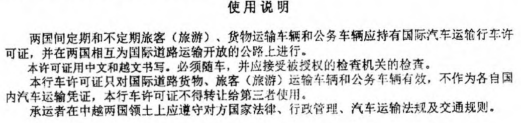 使用说明
两国间定期和不定期旅客（旅游）、货物运输车辆和公务车辆应持有国际汽车运输行车许
可证，并在两国相互为国际道路运输开放的公路上进行。
本许可证用中文和越文书写。必须随车，并应接受被授权的检查机关的检查。
本行车许可证只对国际道路货物、旅客（旅游）运输车辆和公务车辆有效，不作为各自国
内汽车运输凭证，本行车许可证不得转让给第三者使用。
承运者在中越两国领土上应遵守对方国家法律、行政管理、汽车运输法规及交通规则。